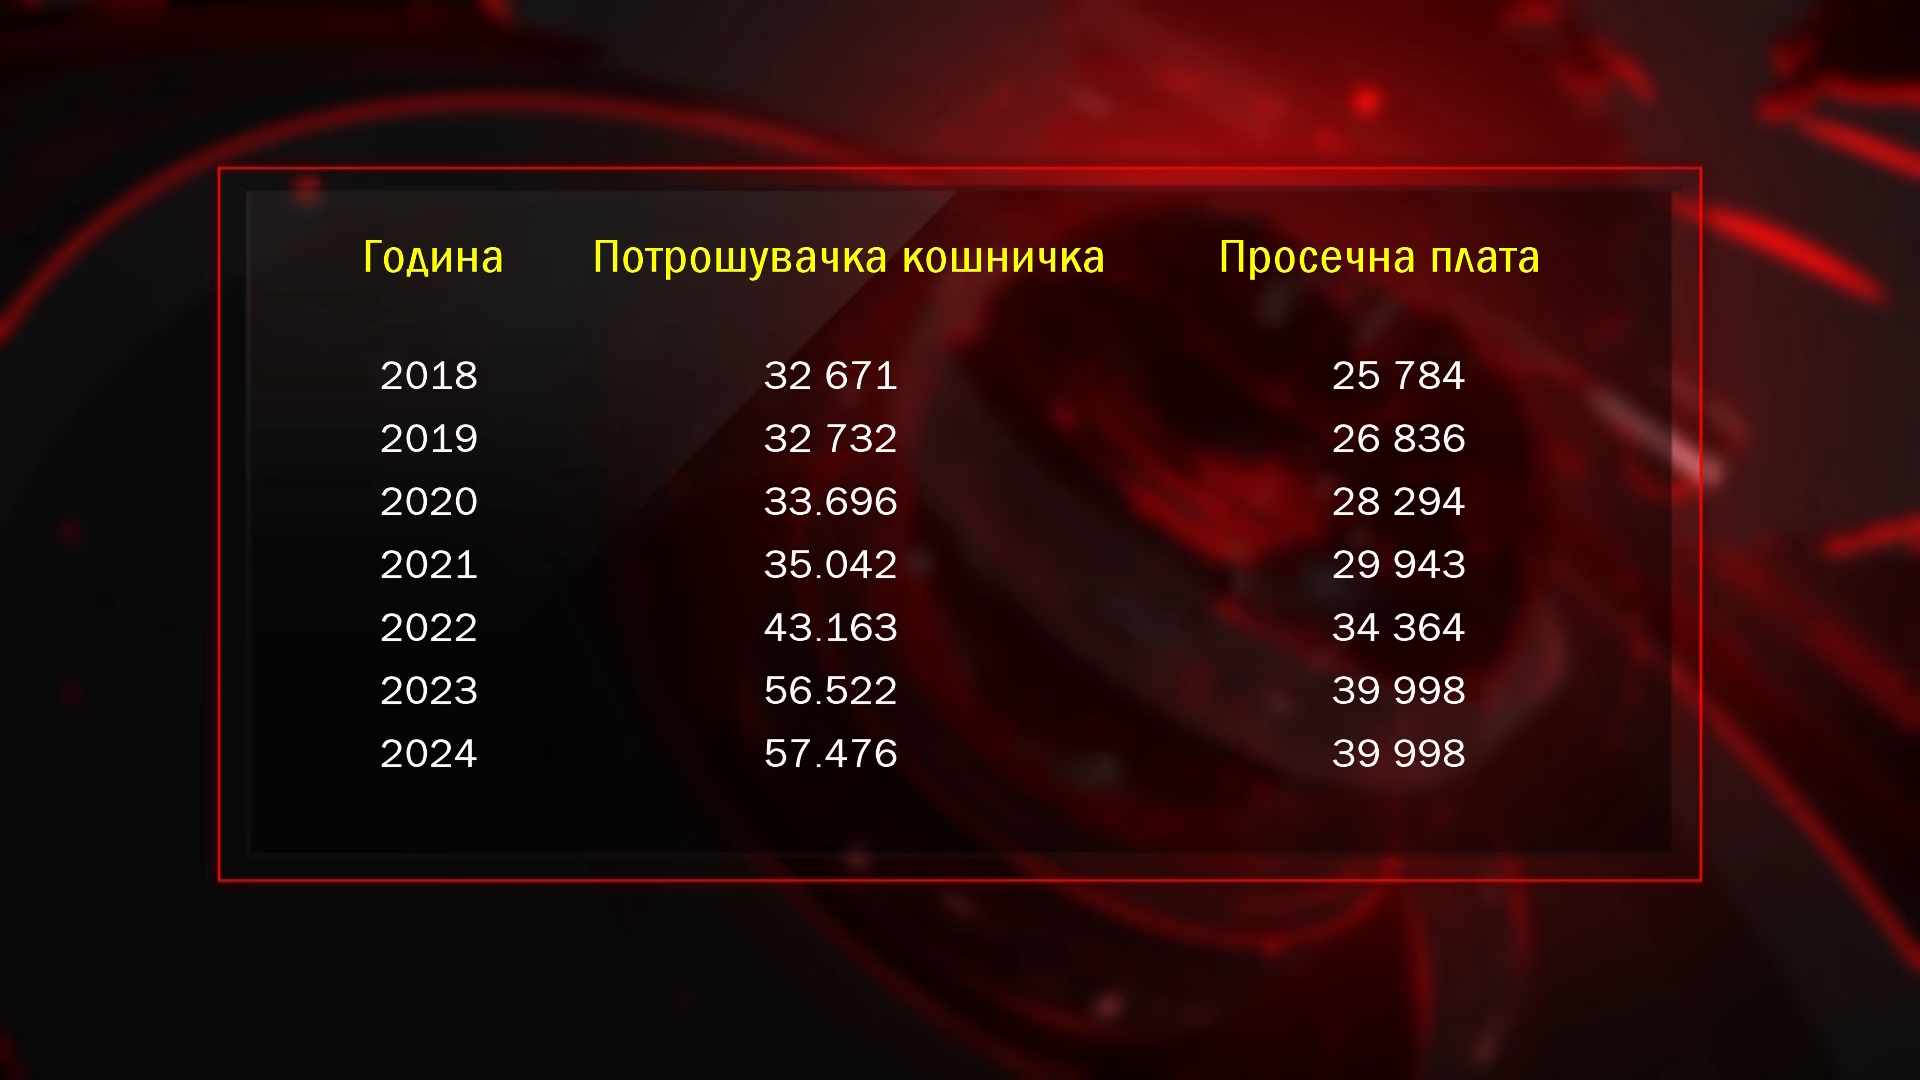 Година Потрошувачка кошничка Просечна плата
2018 32 671 25 784
2019 32 732 26 836
2020 33.696 28 294
2021 35.042 29 943
2022 43.163 34 364
2023 56.522 39 998
2024 57.476 39 998